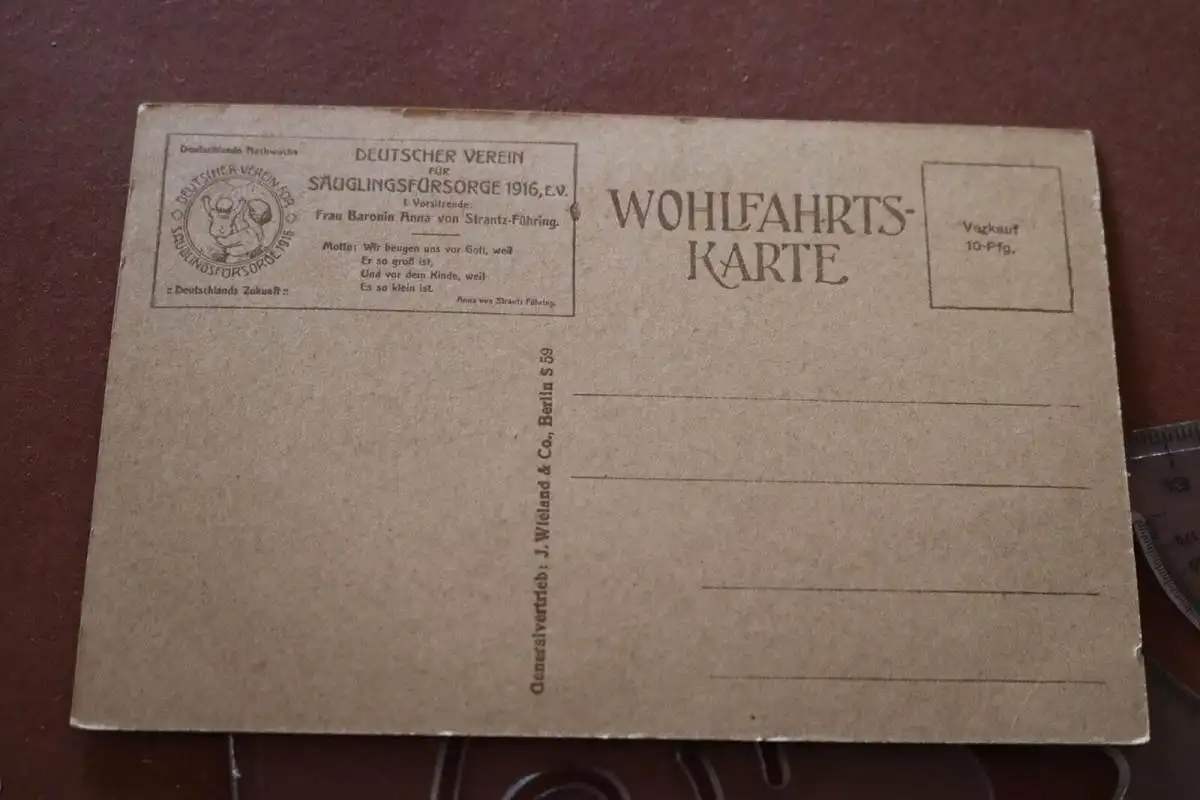 Deutschlands Nachwuchs
DEUTSCHER VEREIN FÜR
SÄUGLINGSFÜRSORGE 1916
:: Deutschlands Zukunft ::
DEUTSCHER VEREIN
FÜR
SÄUGLINGSFÜRSORGE 1916, E.V.
I. Vorsitzende:
Frau Baronin Anna von Strantz-Führing.
Motto: Wir beugen uns vor Gott, weil
Er so groß ist,
Und vor dem Kinde, weil
Es so klein ist.
Anna von Strantz-Führing.
WOHLFAHRTS-
KARTE
Verkauf
10-Pfg.
Generalvertrieb: J. Wieland & Co., Berlin S 59